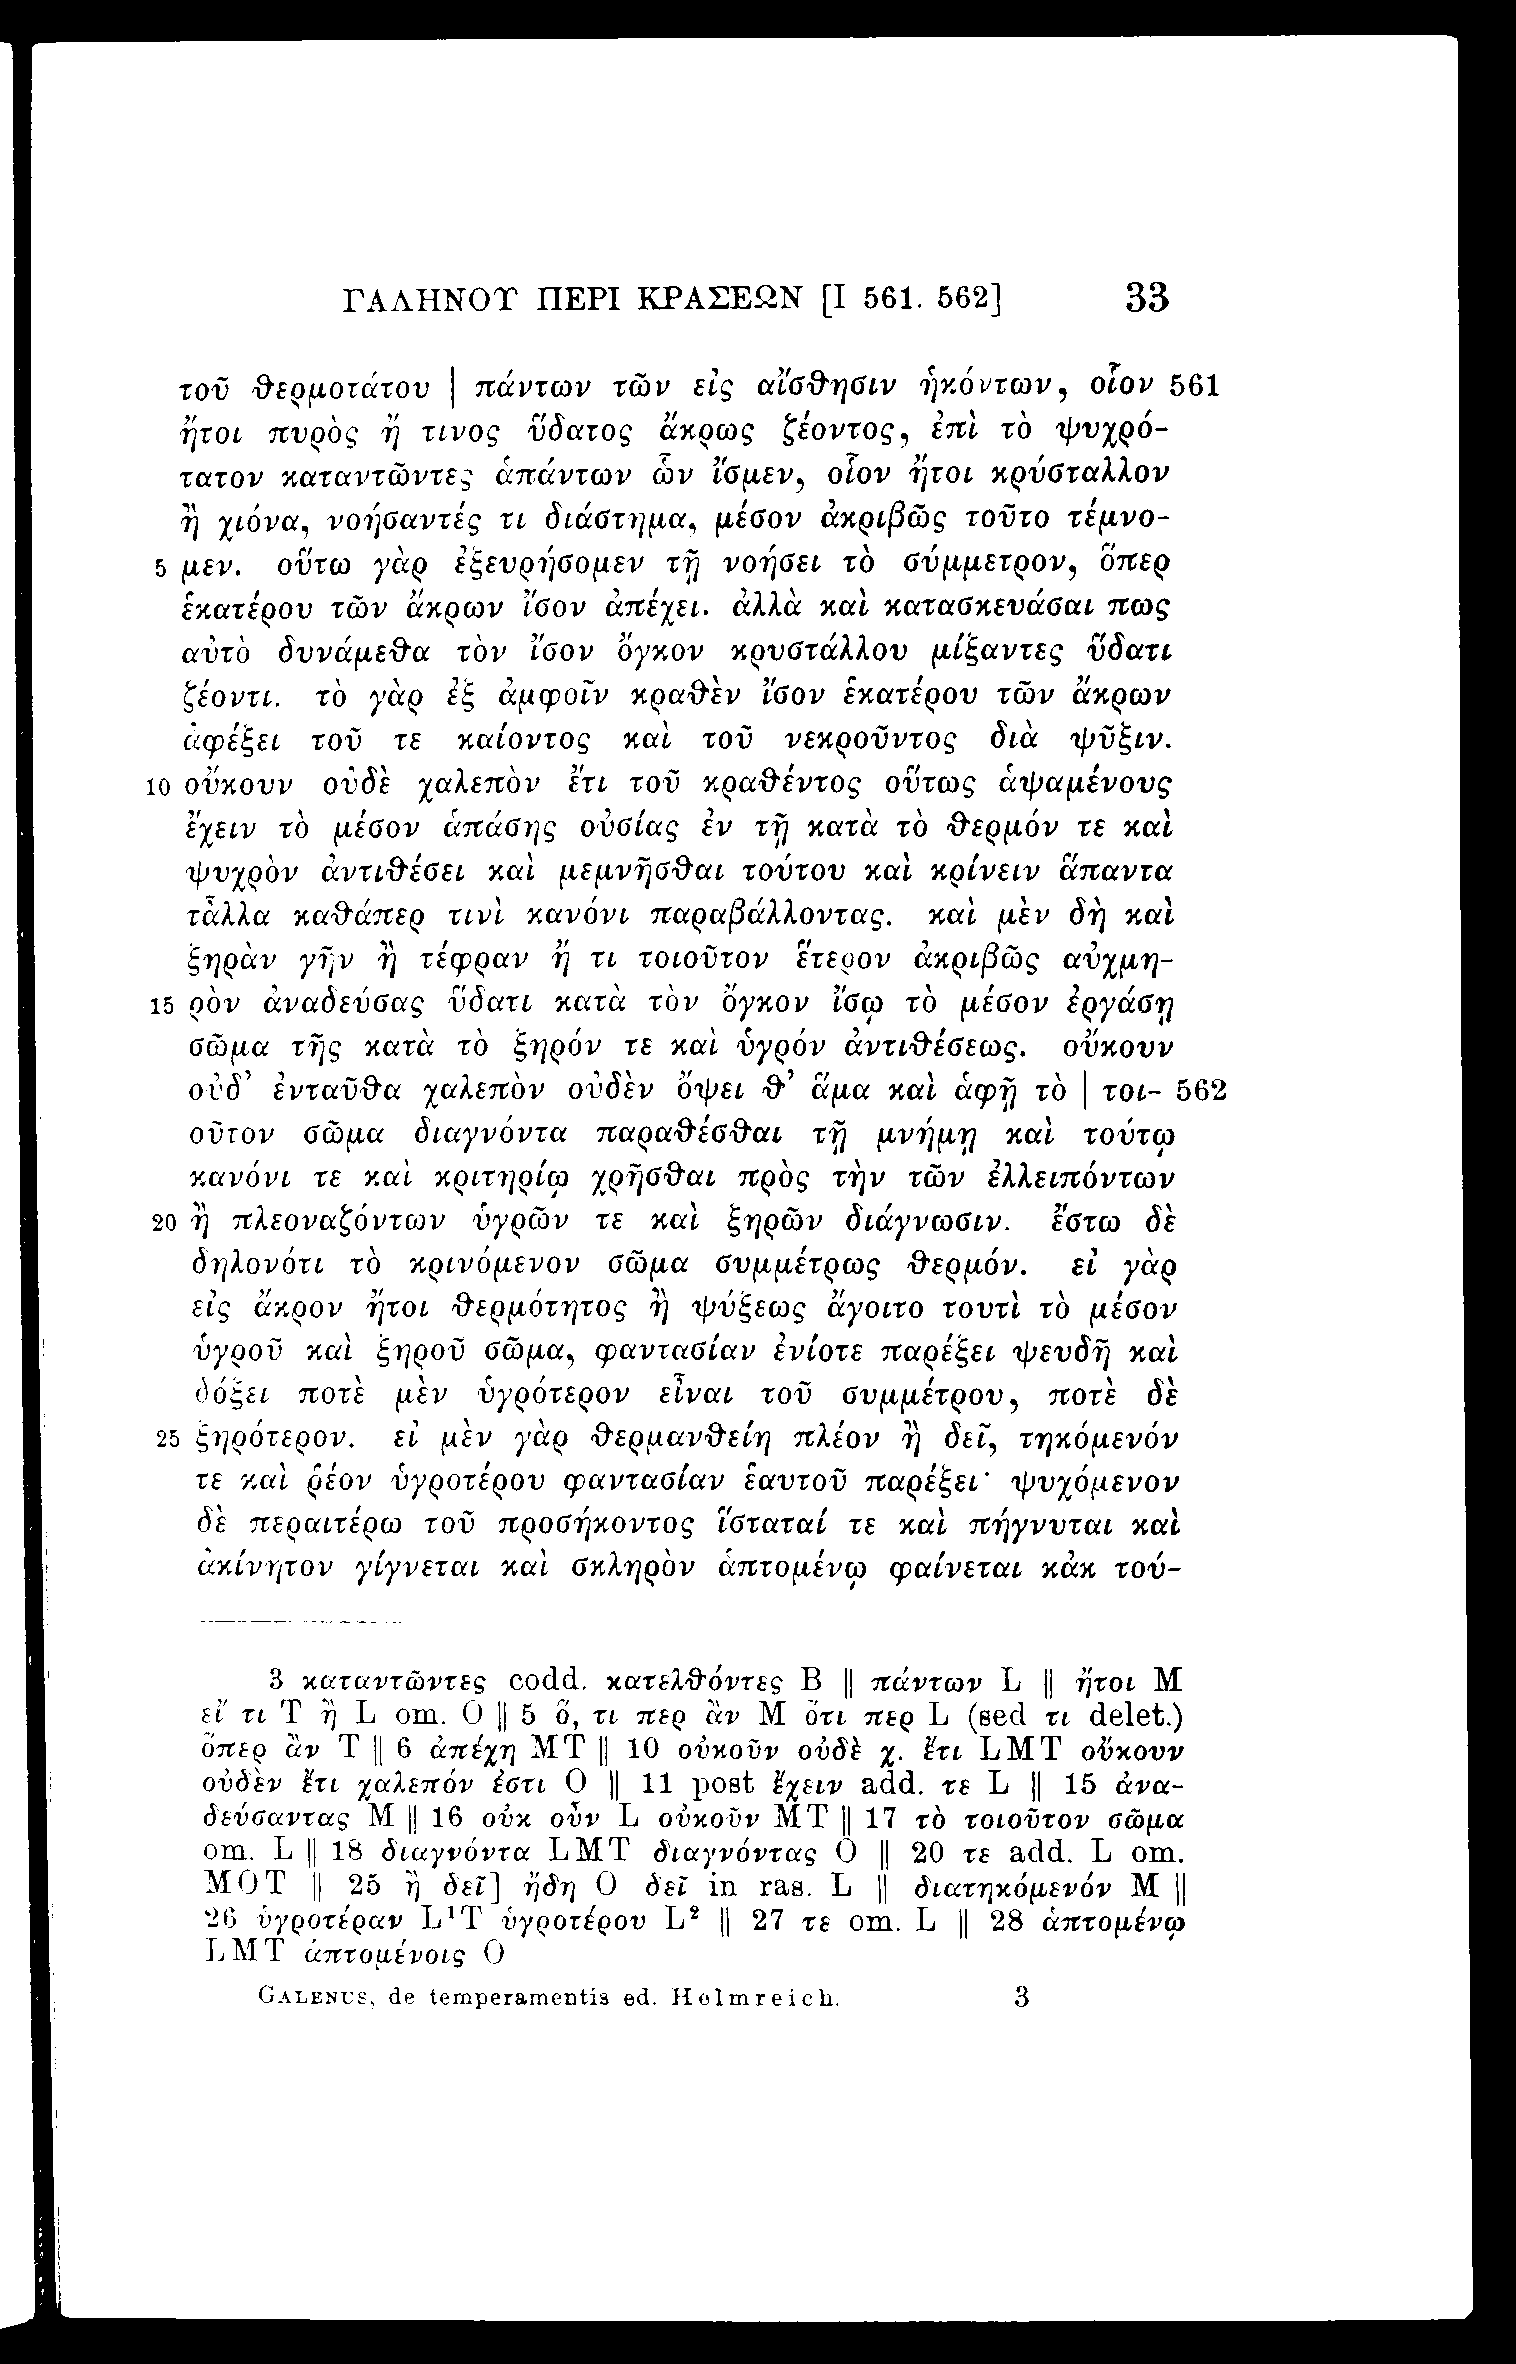 ΓΑΛΗΝΟΥ ΠΕΡΙ ΚΡΑΣΕΩΝ [I 561. 562] 33
τοῦ θερμοτάτου | πάντων τῶν εἰς αἴσθησιν ἡκόντων, οἷον 561
ἤτοι πυρὸς ἤ τινος ὕδατος ἄκρως ζέοντος, ἐπὶ τὸ ψυχρό-
τατον καταντῶντες ἁπάντων ὧν ἴσμεν, οἷον ἤτοι κρύσταλλον
ἢ χιόνα, νοήσαντές τι διάστημα, μέσον ἀκριβῶς τοῦτο τέμνο-
5 μεν. οὕτω γὰρ ἐξευρήσομεν τῇ νοήσει τὸ σύμμετρον, ὅπερ
ἑκατέρου τῶν ἄκρων ἴσον ἀπέχει. ἀλλὰ καὶ κατασκευάσαι πως
αὐτὸ δυνάμεθα τὸν ἴσον ὄγκον κρυστάλλου μίξαντες ὕδατι
ζέοντι. τὸ γὰρ ἐξ ἀμφοῖν κραθὲν ἴσον ἑκατέρου τῶν ἄκρων
ἀφέξει τοῦ τε καίοντος καὶ τοῦ νεκροῦντος διὰ ψῦξιν.
10 οὔκουν οὐδὲ χαλεπὸν ἔτι τοῦ κραθέντος οὕτως ἁψαμένους
ἔχειν τὸ μέσον ἁπάσης οὐσίας ἐν τῇ κατὰ τὸ θερμόν τε καὶ
ψυχρὸν ἀντιθέσει καὶ μεμνῆσθαι τούτου καὶ κρίνειν ἅπαντα
τἆλλα καθάπερ τινὶ κανόνι παραβάλλοντας. καὶ μὲν δὴ καὶ
ξηρὰν γῆν ἢ τέφραν ἤ τι τοιοῦτον ἕτερον ἀκριβῶς αὐχμη-
15 ρὸν ἀναδεύσας ὕδατι κατὰ τὸν ὄγκον ἴσῳ τὸ μέσον ἐργάσῃ
σῶμα τῆς κατὰ τὸ ξηρόν τε καὶ ὑγρόν ἀντιθέσεως. οὔκουν
οὐδ’ ἐνταῦθα χαλεπὸν οὐδὲν ὄψει θ’ ἅμα καὶ ἁφῇ τὸ | τοι- 562
οῦτον σῶμα διαγνόντα παραθέσθαι τῇ μνήμῃ καὶ τούτῳ
κανόνι τε καὶ κριτηρίῳ χρῆσθαι πρὸς τὴν τῶν ἐλλειπόντων
20 ἢ πλεοναζόντων ὑγρῶν τε καὶ ξηρῶν διάγνωσιν. ἔστω δὲ
δηλονότι τὸ κρινόμενον σῶμα συμμέτρως θερμόν. εἰ γὰρ
εἰς ἄκρον ἤτοι θερμότητος ἢ ψύξεως ἄγοιτο τουτὶ τὸ μέσον
ὑγροῦ καὶ ξηροῦ σῶμα, φαντασίαν ἐνίοτε παρέξει ψευδῆ καὶ
δόξει ποτὲ μὲν ὑγρότερον εἶναι τοῦ συμμέτρου, ποτὲ δὲ
25 ξηρότερον. εἰ μὲν γὰρ θερμανθείη πλέον ἢ δεῖ, τηκόμενόν
τε καὶ ῥέον ὑγροτέρου φαντασίαν ἑαυτοῦ παρέξει· ψυχόμενον
δὲ περαιτέρω τοῦ προσήκοντος ἵσταταί τε καὶ πήγνυται καὶ
ἀκίνητον γίγνεται καὶ σκληρὸν ἁπτομένῳ φαίνεται κἀκ τού-
3 καταντῶντες codd. κατελθόντες B || πάντων L || ἤτοι M
εἴ τι T ἢ L om. O || 5 ὅ, τι περ ἂν M ὅτι περ L (sed τι delet.)
ὅπερ ἂν T || 6 ἀπέχη MT || 10 οὐκοῦν οὐδὲ χ. ἔτι LMT οὔκουν
οὐδὲν ἔτι χαλεπόν ἐστι O || 11 post ἔχειν add. τε L || 15 ἀνα-
δεύσαντας M || 16 οὐκ οὖν L οὐκοῦν MT || 17 τὸ τοιοῦτον σῶμα
om. L || 18 διαγνόντα LMT διαγνόντας O || 20 τε add. L om.
MOT || 25 ἢ δεῖ] ἤδη O δεῖ in ras. L || διατηκόμενόν M ||
26 ὑγροτέραν L¹T ὑγροτέρου L² || 27 τε om. L || 28 ἁπτομένῳ
LMT ἁπτομένοις O
GALENUS, de temperamentis ed. Helmreich. 3